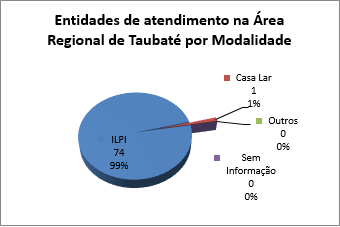 Entidades de atendimento na Área
Regional de Taubaté por Modalidade
Casa Lar
1
1%
Outros
0
0%
ILPI
74
99%
Sem
Informação
0
0%